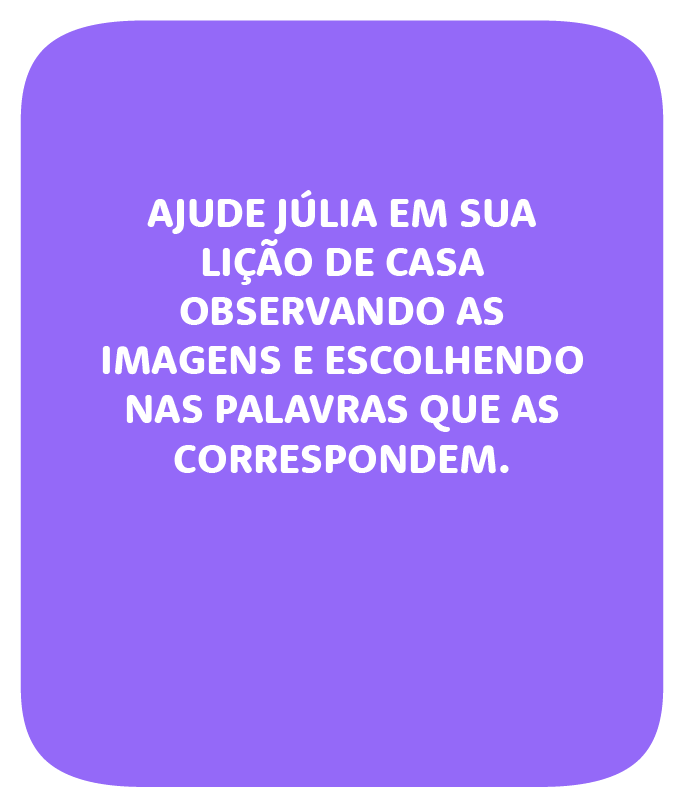 AJUDE JÚLIA EM SUA
LIÇÃO DE CASA
OBSERVANDO AS
IMAGENS E ESCOLHENDO
NAS PALAVRAS QUE AS
CORRESPONDEM.